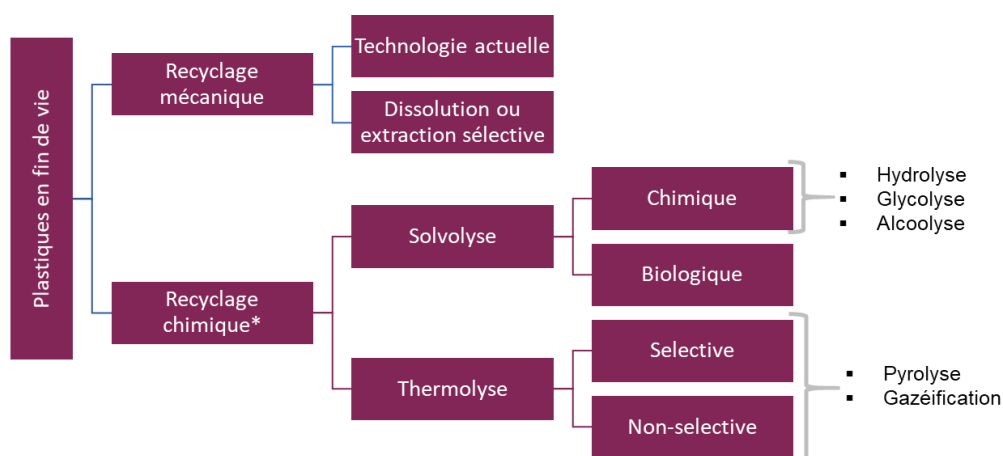 Plastiques en fin de vie
Recyclage
mécanique
Technologie actuelle
Dissolution ou
extraction sélective
Recyclage
chimique*
Solvolyse
Chimique
▪ Hydrolyse
▪ Glycolyse
▪ Alcoolyse
Biologique
Thermolyse
Selective
Non-selective
▪ Pyrolyse
▪ Gazéification